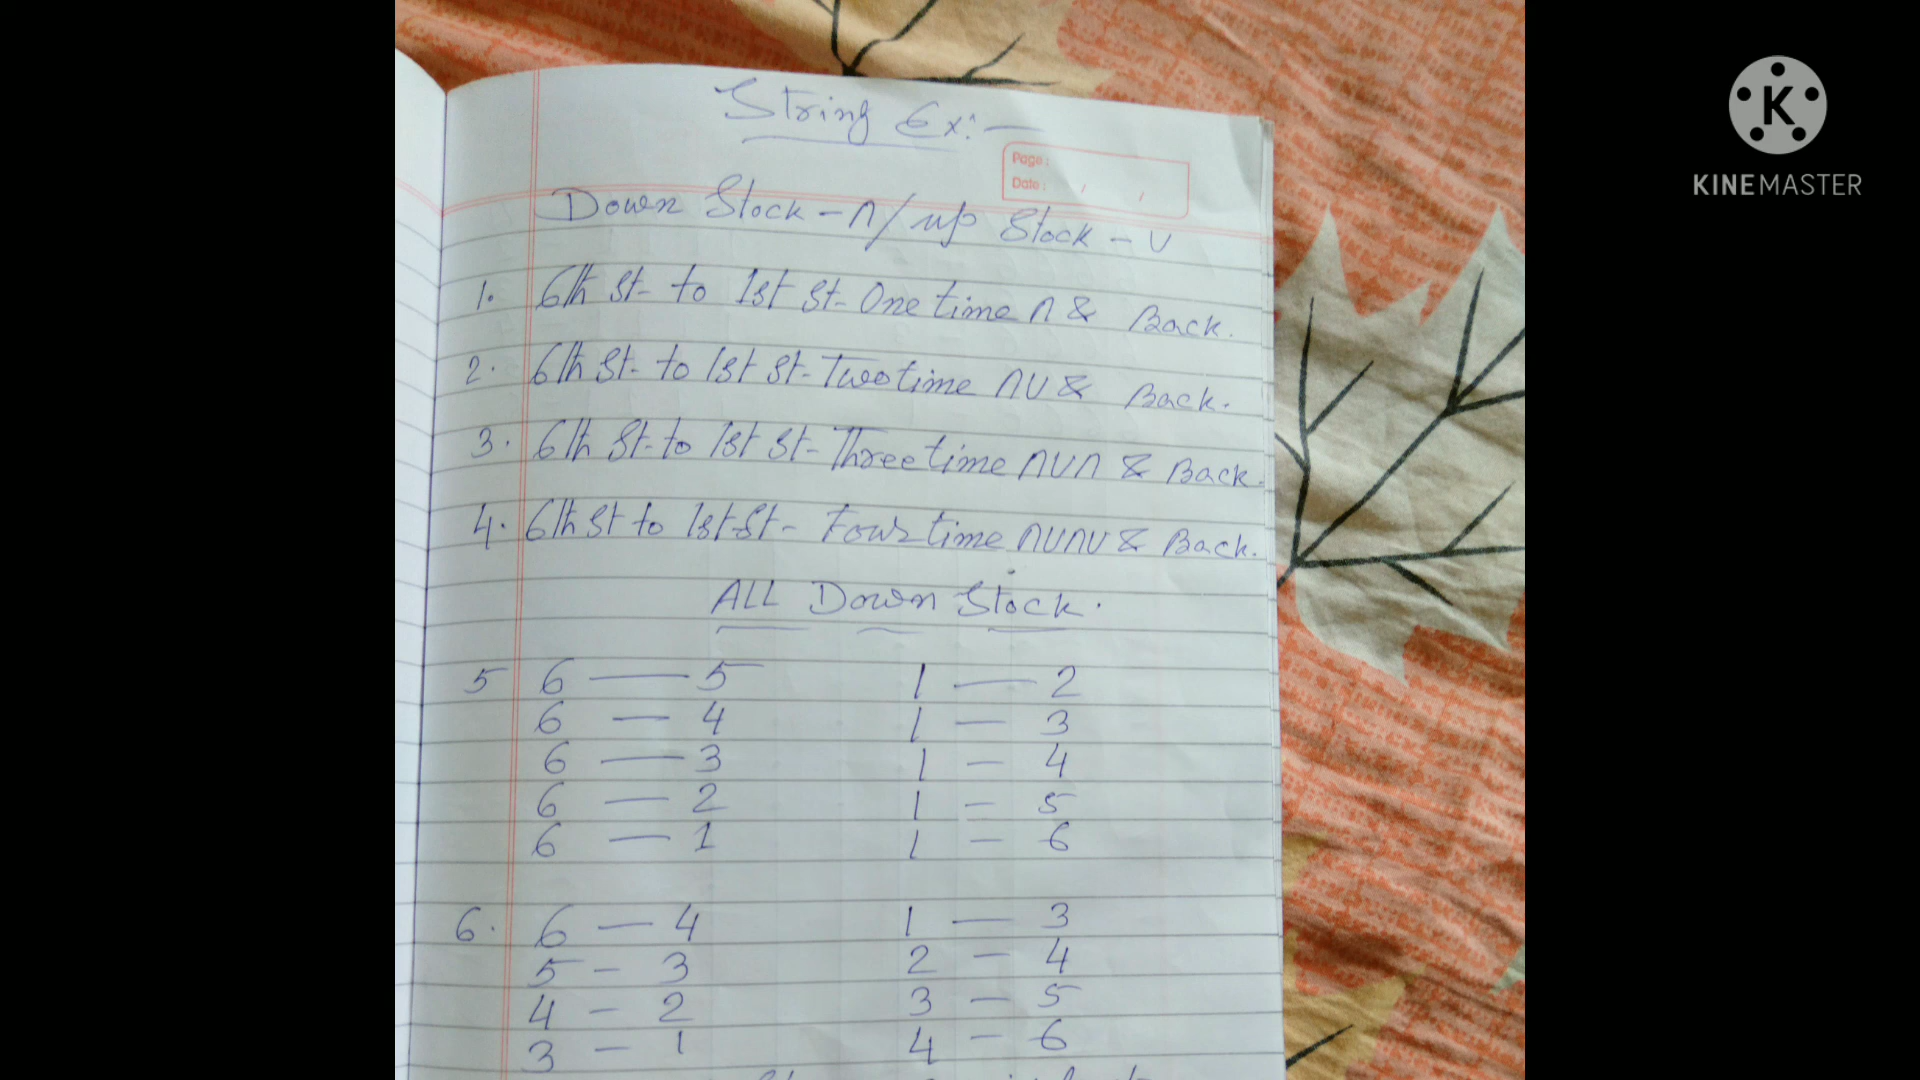 String Ex:—
Page:
Date: / /
Down Stock - ∩/ up Stock - U
1. 6th St- to 1st St- One time ∩ & Back.
2. 6th St- to 1st St- Two time ∩U & Back.
3. 6th St- to 1st St- Three time ∩U∩ & Back.
4. 6th St to 1st St- Four time ∩U∩U & Back.
ALL Down Stock.
5 6 — 5 1 — 2
6 — 4 1 — 3
6 — 3 1 — 4
6 — 2 1 — 5
6 — 1 1 — 6
6. 6 — 4 1 — 3
5 — 3 2 — 4
4 — 2 3 — 5
3 — 1 4 — 6
K
KINEMASTER